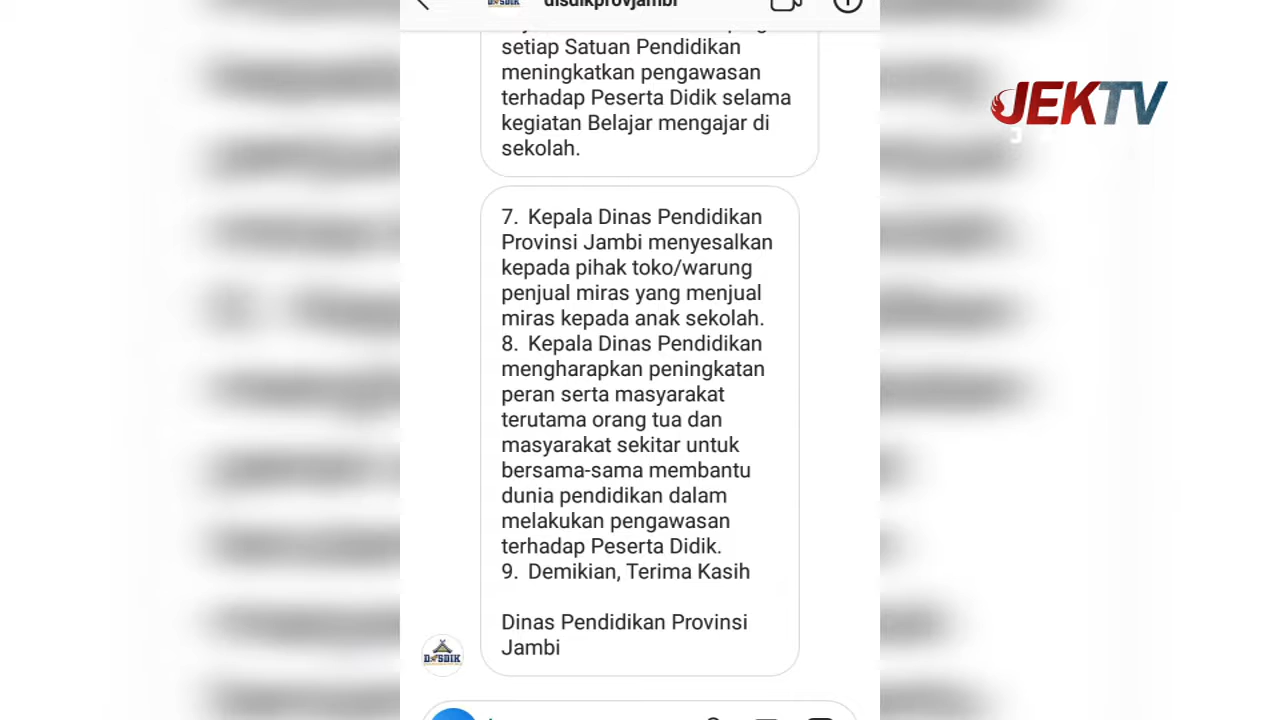 disdikprovjambi
setiap Satuan Pendidikan
meningkatkan pengawasan
terhadap Peserta Didik selama
kegiatan Belajar mengajar di
sekolah.
JEKTV
7. Kepala Dinas Pendidikan
Provinsi Jambi menyesalkan
kepada pihak toko/warung
penjual miras yang menjual
miras kepada anak sekolah.
8. Kepala Dinas Pendidikan
mengharapkan peningkatan
peran serta masyarakat
terutama orang tua dan
masyarakat sekitar untuk
bersama-sama membantu
dunia pendidikan dalam
melakukan pengawasan
terhadap Peserta Didik.
9. Demikian, Terima Kasih
Dinas Pendidikan Provinsi
Jambi
DISDIK